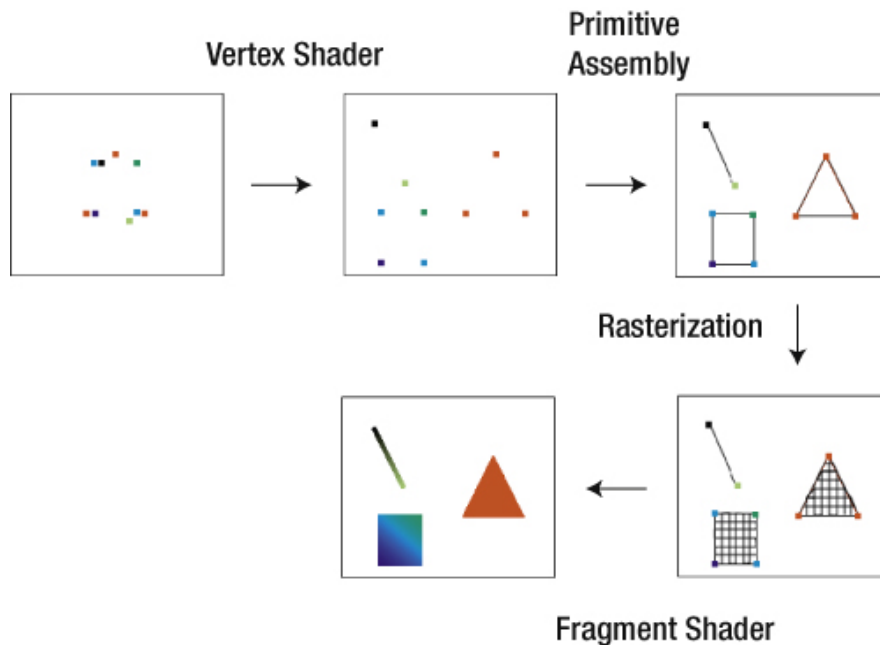 Vertex Shader
Primitive
Assembly
Rasterization
Fragment Shader